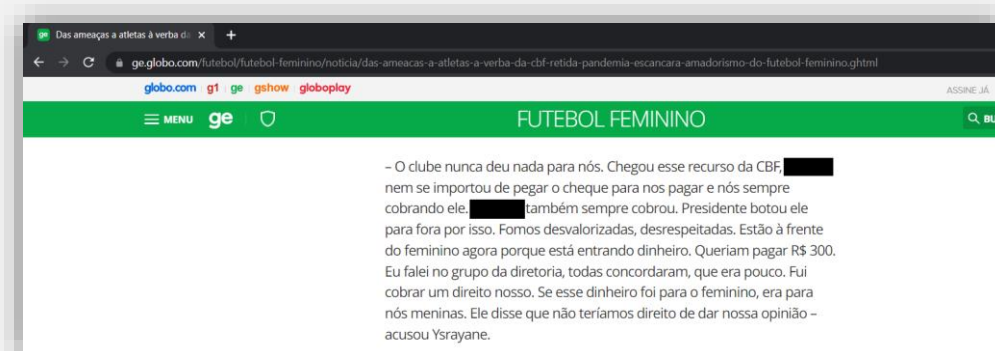 ge Das ameaças a atletas à verba da
ge.globo.com/futebol/futebol-feminino/noticia/das-ameacas-a-atletas-a-verba-da-cbf-retida-pandemia-escancara-amadorismo-do-futebol-feminino.ghtml
globo.com g1 ge gshow globoplay ASSINE JÁ
MENU ge FUTEBOL FEMININO BU
– O clube nunca deu nada para nós. Chegou esse recurso da CBF,
nem se importou de pegar o cheque para nos pagar e nós sempre
cobrando ele. também sempre cobrou. Presidente botou ele
para fora por isso. Fomos desvalorizadas, desrespeitadas. Estão à frente
do feminino agora porque está entrando dinheiro. Queriam pagar R$ 300.
Eu falei no grupo da diretoria, todas concordaram, que era pouco. Fui
cobrar um direito nosso. Se esse dinheiro foi para o feminino, era para
nós meninas. Ele disse que não teríamos direito de dar nossa opinião –
acusou Ysrayane.